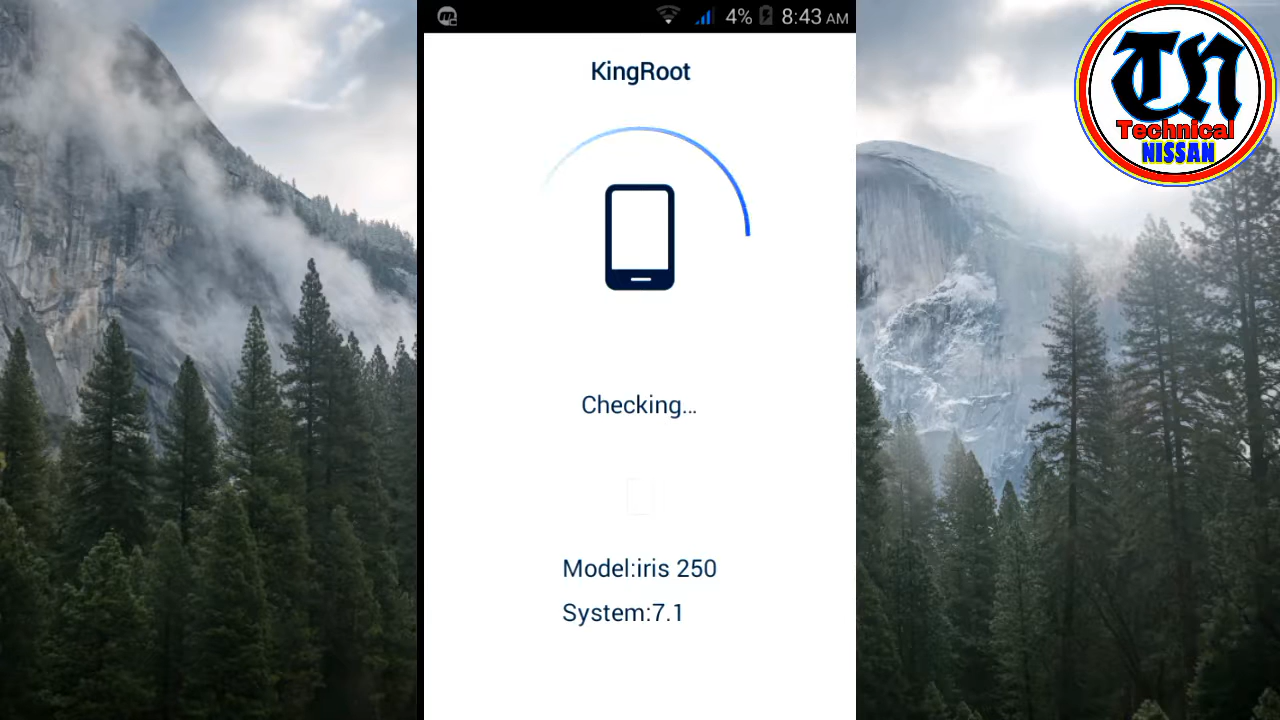 4% 8:43 AM
KingRoot
TN
Technical
NISSAN
Checking...
Model:iris 250
System:7.1